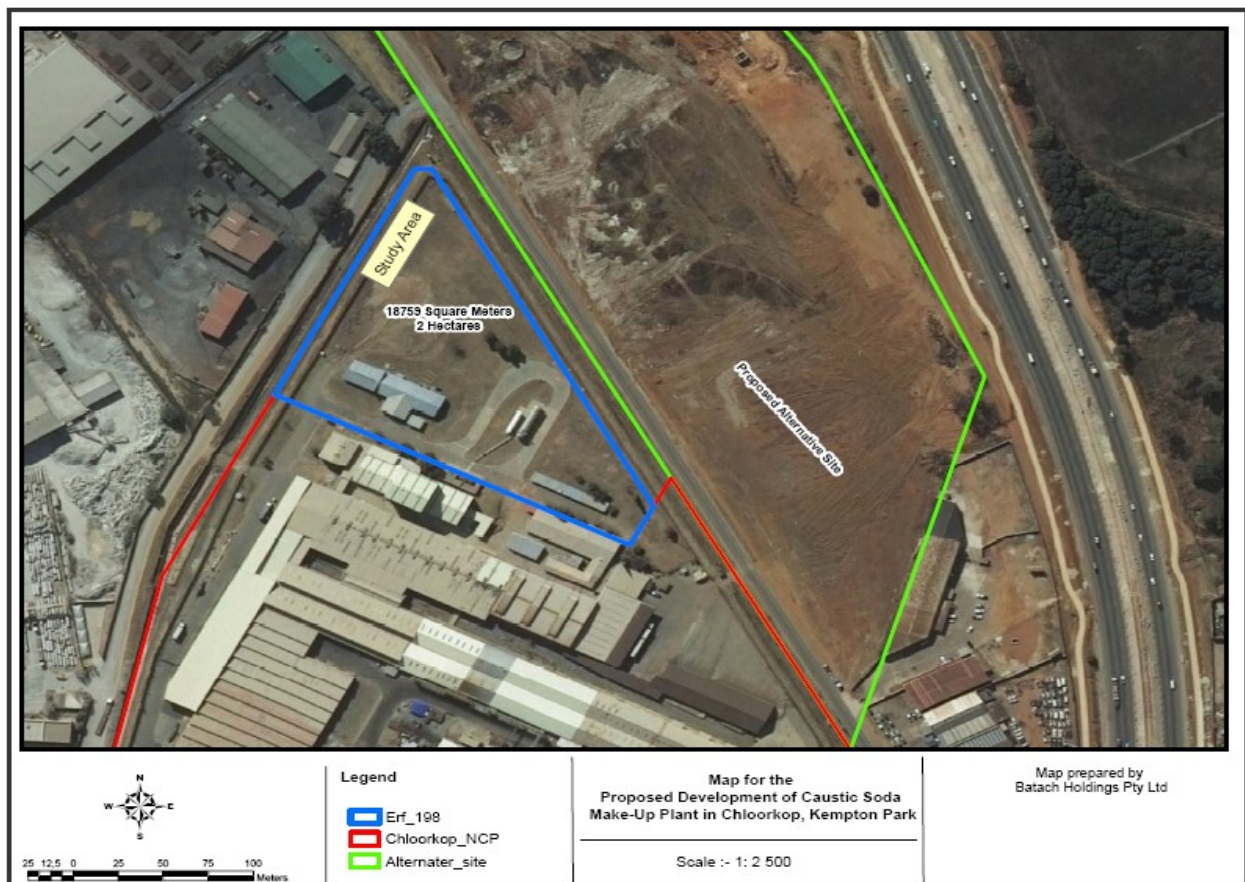 Study Area
18759 Square Meters
2 Hectares
Proposed Alternative Site
N
W E
S
25 12,5 0 25 50 75 100
Meters
Legend
Erf_198
Chloorkop_NCP
Alternater_site
Map for the
Proposed Development of Caustic Soda
Make-Up Plant in Chloorkop, Kempton Park
Scale :- 1: 2 500
Map prepared by
Batach Holdings Pty Ltd